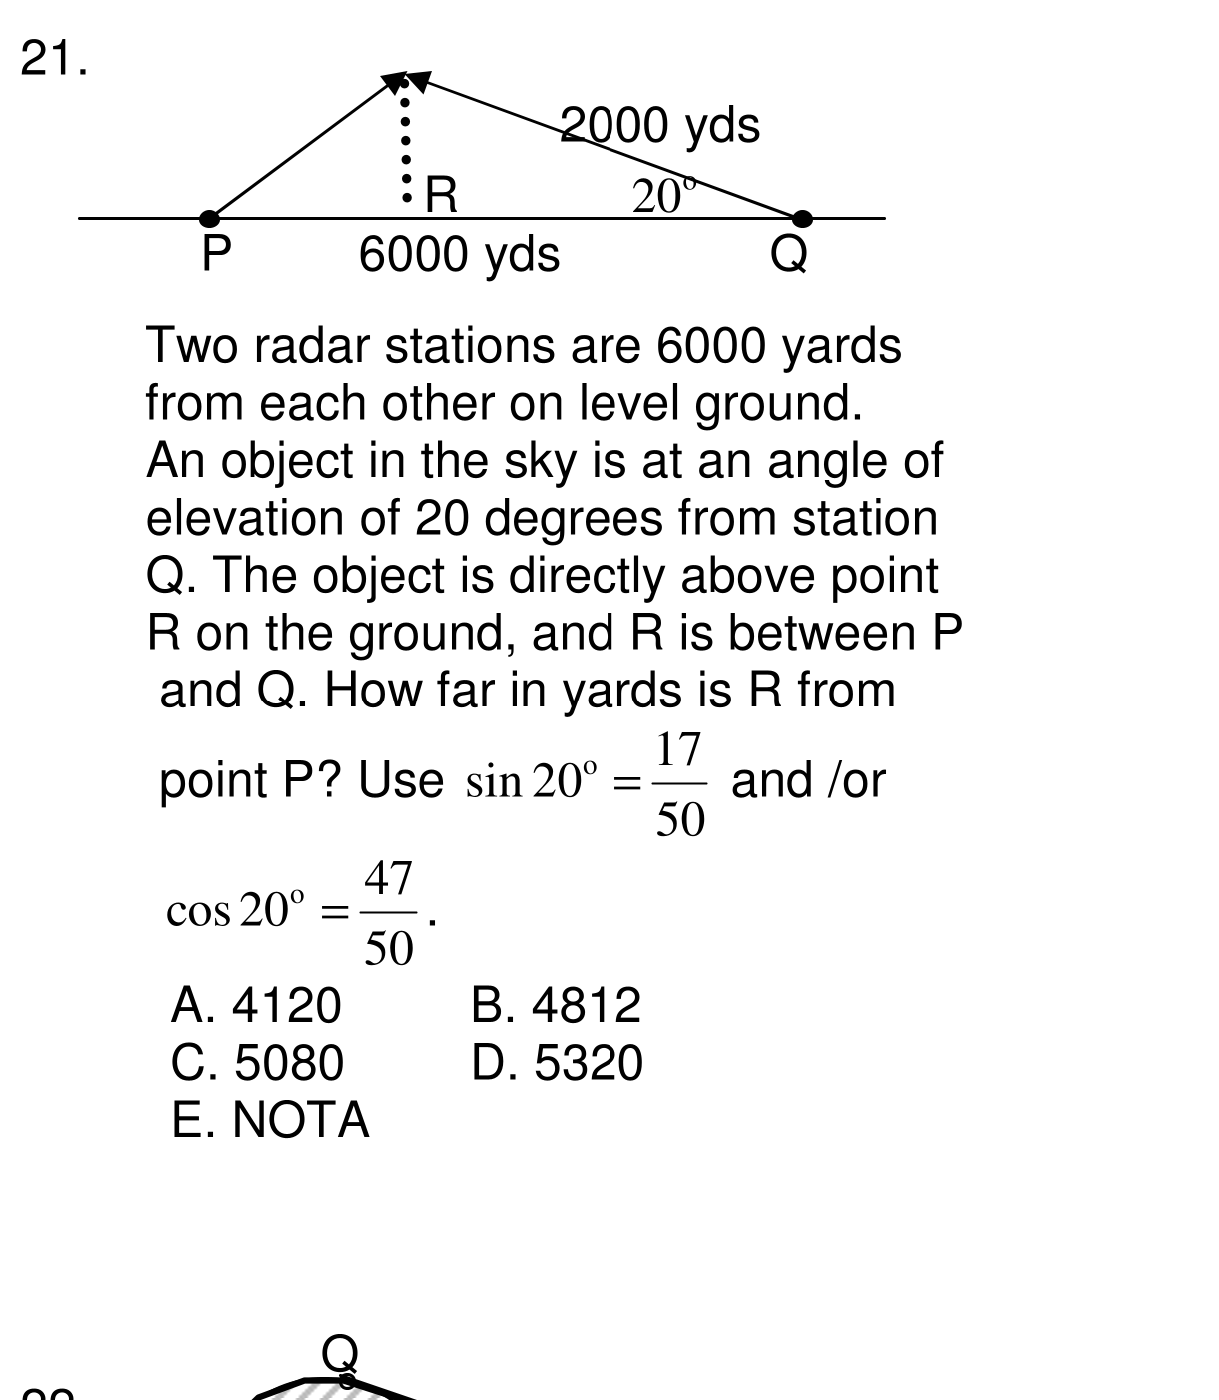 21.
2000 yds
R
20°
P 6000 yds Q
Two radar stations are 6000 yards
from each other on level ground.
An object in the sky is at an angle of
elevation of 20 degrees from station
Q. The object is directly above point
R on the ground, and R is between P
and Q. How far in yards is R from
point P? Use sin 20° = 17/50 and /or
cos 20° = 47/50.
A. 4120 B. 4812
C. 5080 D. 5320
E. NOTA
Q